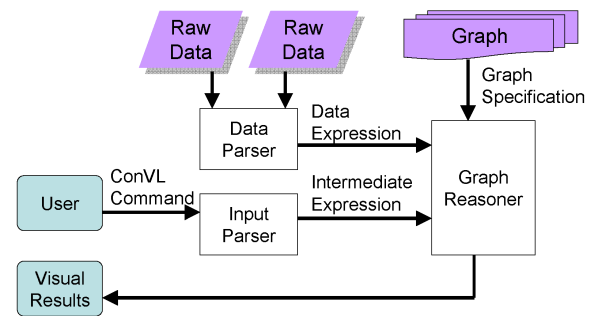 Raw
Data
Raw
Data
Graph
Graph
Specification
Data
Parser
Data
Expression
Graph
Reasoner
User
ConVL
Command
Input
Parser
Intermediate
Expression
Visual
Results